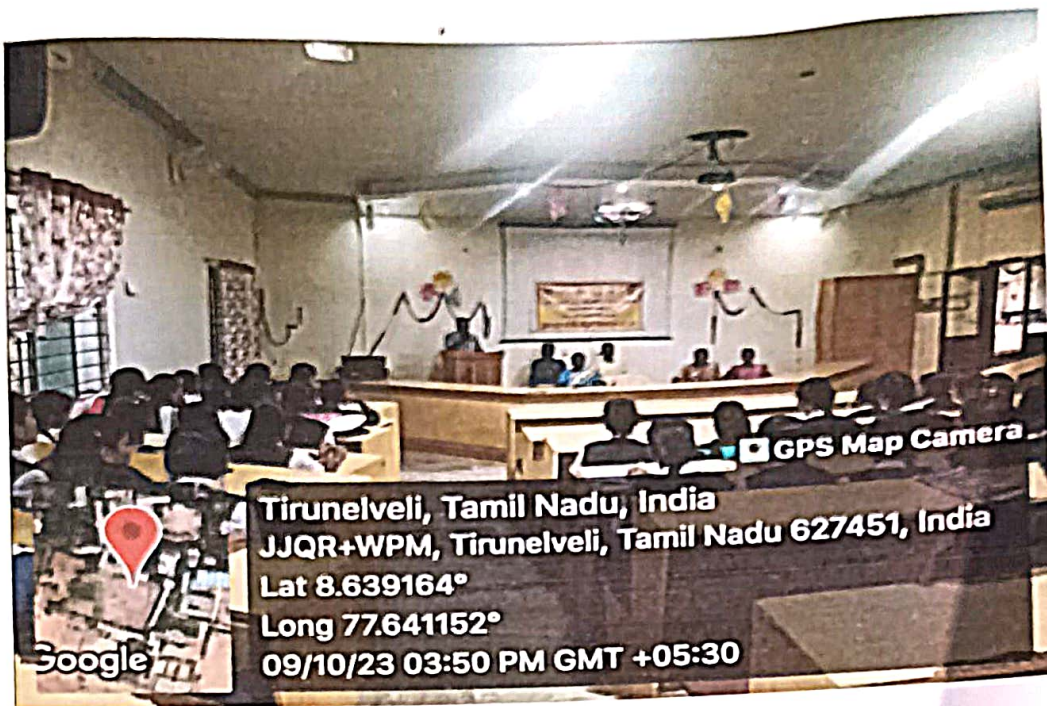 GPS Map Camera
Tirunelveli, Tamil Nadu, India
JJQR+WPM, Tirunelveli, Tamil Nadu 627451, India
Lat 8.639164°
Long 77.641152°
09/10/23 03:50 PM GMT +05:30
Google